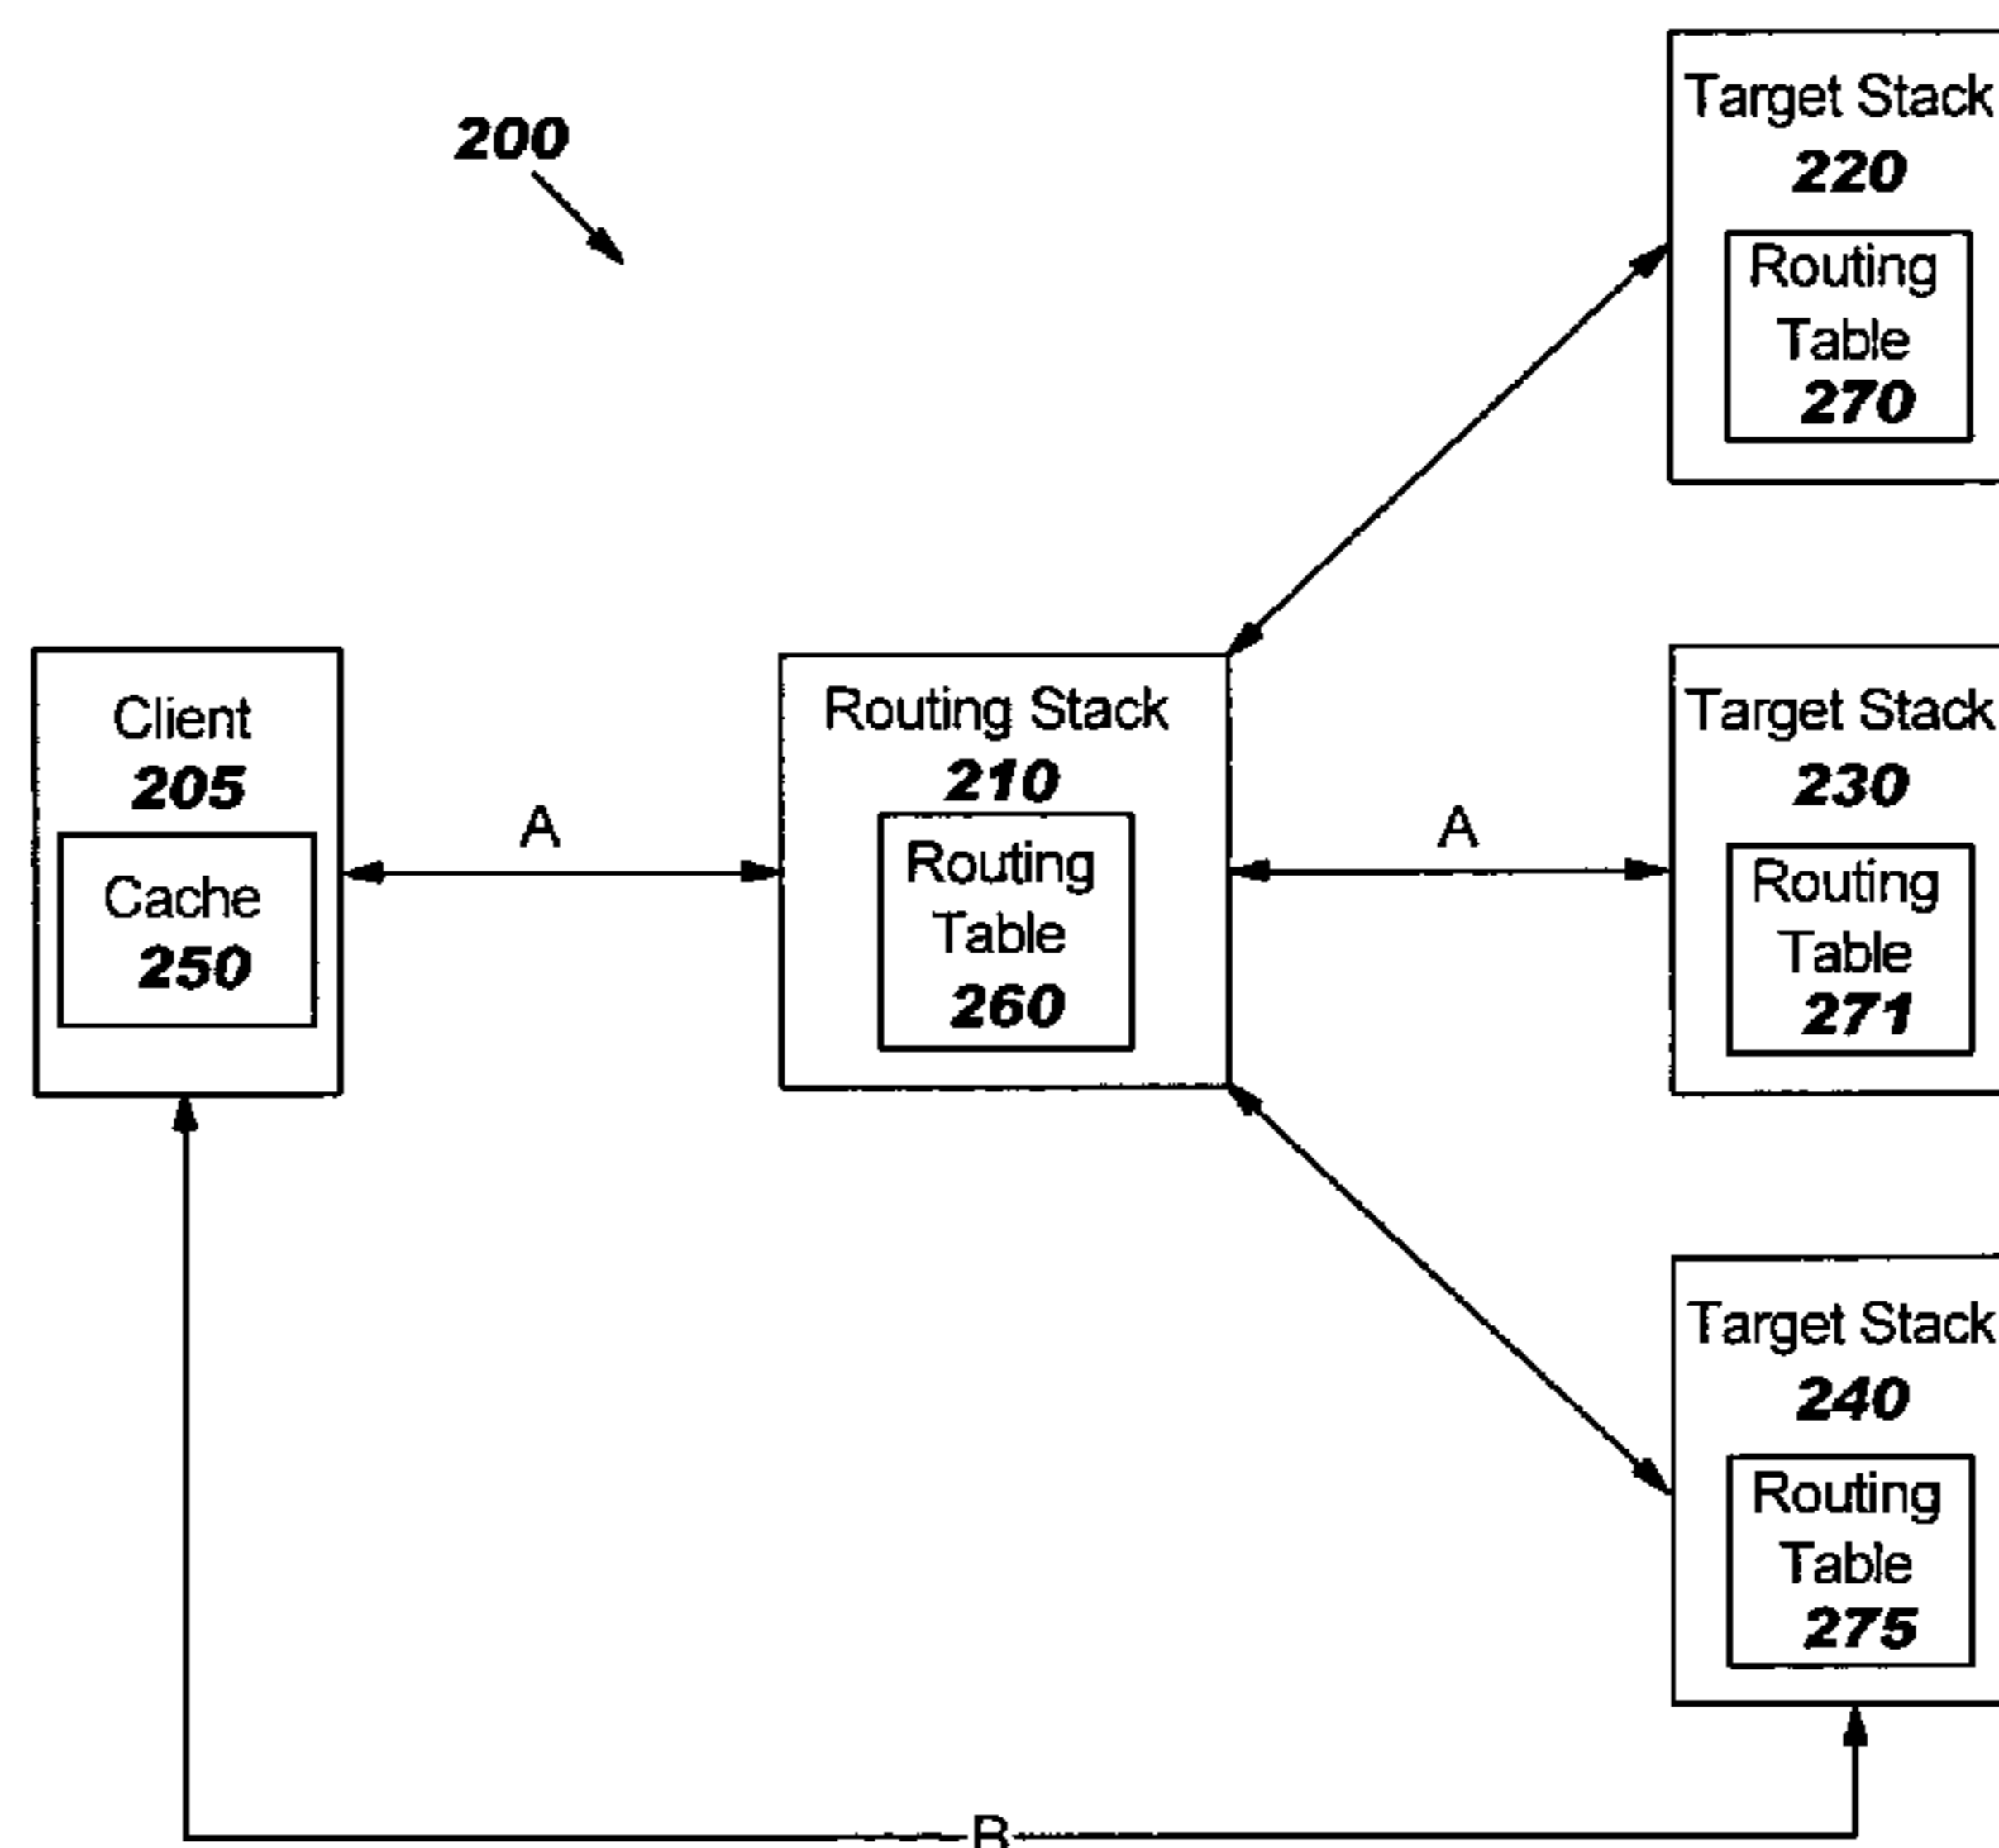 200
Target Stack
220
Routing
Table
270
Client
205
Cache
250
A
Routing Stack
210
Routing
Table
260
A
Target Stack
230
Routing
Table
271
Target Stack
240
Routing
Table
275
B